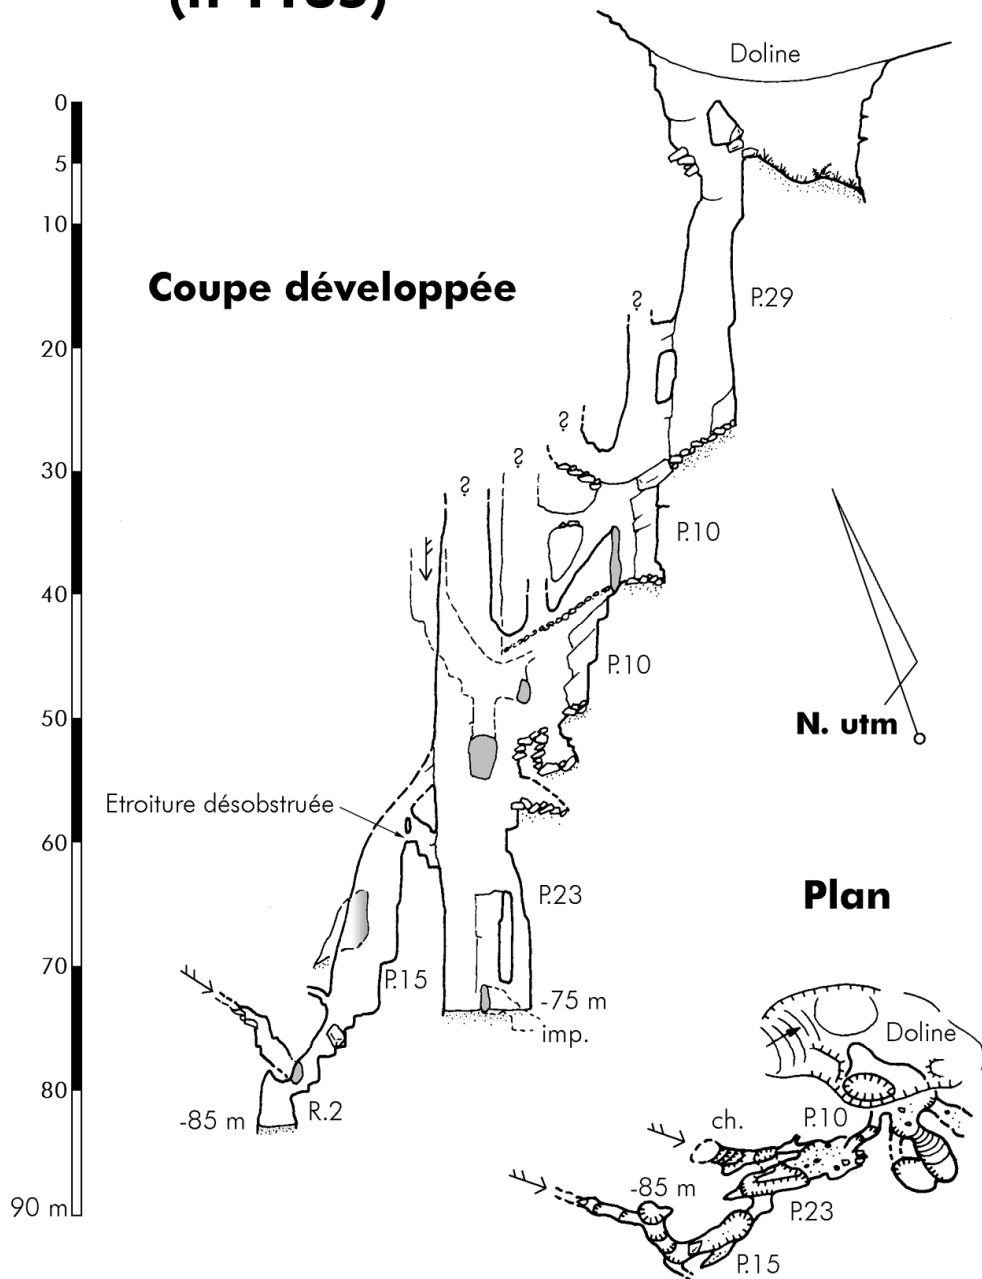 Doline
0
5
10
Coupe développée
P.29
20
?
?
30
?
?
P.10
40
P.10
50
N. utm
Etroiture désobstruée
60
P.23
Plan
70
P.15
-75 m
imp.
Doline
80
-85 m
R.2
ch.
P.10
-85 m
90 m
P.23
P.15